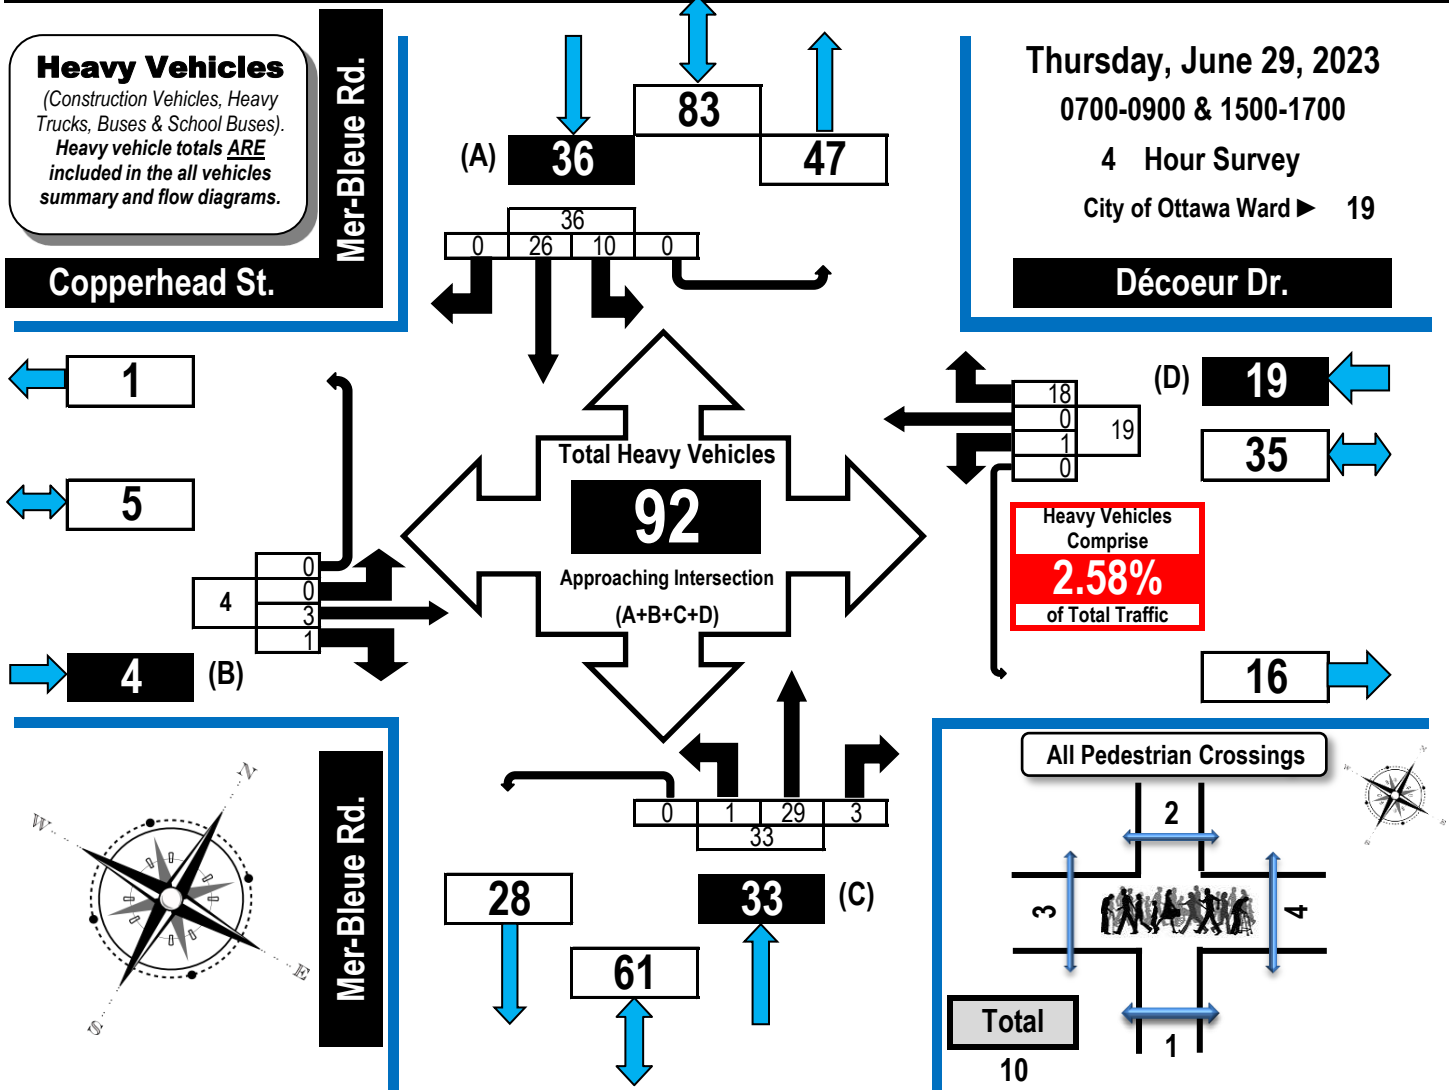 Heavy Vehicles
(Construction Vehicles, Heavy
Trucks, Buses & School Buses).
Heavy vehicle totals ARE
included in the all vehicles
summary and flow diagrams.
Mer-Bleue Rd.
Copperhead St.
(A)
36
83
47
36
0 26 10 0
Thursday, June 29, 2023
0700-0900 & 1500-1700
4 Hour Survey
City of Ottawa Ward ► 19
Décoeur Dr.
1
5
0
0
3
1
4
4
(B)
Total Heavy Vehicles
92
Approaching Intersection
(A+B+C+D)
18
0
1
0
19
(D)
19
35
Heavy Vehicles
Comprise
2.58%
of Total Traffic
16
Mer-Bleue Rd.
N
W
E
S
0 1 29 3
33
28
61
33
(C)
All Pedestrian Crossings
N
W
E
S
2
3
4
1
Total
10